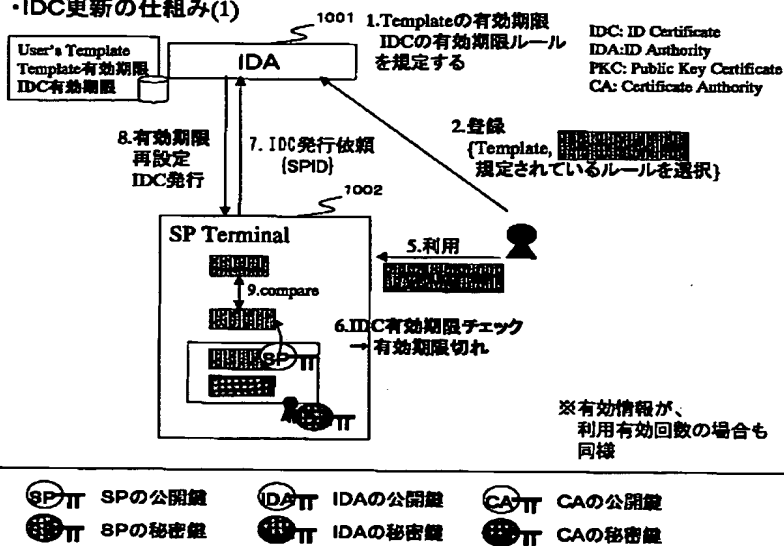 ・IDC更新の仕組み(1)
1001
1.Templateの有効期限
IDCの有効期限ルール
を規定する
IDC: ID Certificate
IDA:ID Authority
PKC: Public Key Certificate
CA: Certificate Authority
User's Template
Template有効期限
IDC有効期限
IDA
8.有効期限
再設定
IDC発行
7. IDC発行依頼
{SPID}
2.登録
{Template,
規定されているルールを選択}
1002
SP Terminal
5.利用
9.compare
6.IDC有効期限チェック
→有効期限切れ
SP
※有効情報が、
利用有効回数の場合も
同様
SP SPの公開鍵
IDA IDAの公開鍵
CA CAの公開鍵
SPの秘密鍵
IDAの秘密鍵
CAの秘密鍵